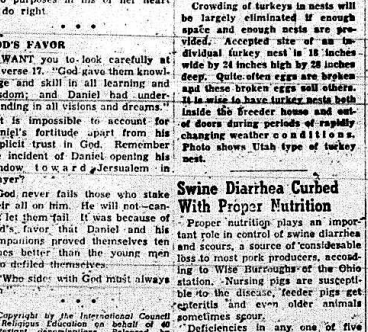 do right.
GOD'S FAVOR
WANT you to look carefully at
verse 17. "God gave them knowl-
ge and skill in all learning and
sdom; and Daniel had under-
nding in all visions and dreams."
t is impossible to account for
niel's fortitude apart from his
plicit trust in God. Remember
e incident of Daniel opening his
ndow toward Jerusalem in
ayer?
God never fails those who stake
eir all on Him. He will not—can-
t let them fail. It was because of
d's favor, that Daniel and his
mpanions proved themselves ten
nes better than the young men
o defiled themselves.
Who sides with God must always
Copyright by the International Council
Religious Education on behalf of 40
Crowding of turkeys in nests will
be largely eliminated if enough
space and enough nests are pro-
vided. Accepted size of an in-
dividual turkey nest is 18 inches
wide by 24 inches high by 28 inches
deep. Quite often eggs are broken
and these broken eggs soil others.
It is wise to have turkey nests both
inside the breeder house and out-
of doors during periods of rapidly
changing weather conditions.
Photo shows Utah type of turkey
nest.
Swine Diarrhea Curbed
With Proper Nutrition
Proper nutrition plays an impor-
tant role in control of swine diarrhea
and scours, a source of considerable
loss to most pork producers, accord-
ing to Wise Burroughs of the Ohio
station. Nursing pigs are suscepti-
ble to the disease, feeder pigs get
enteritis and even older animals
sometimes scour.
Deficiencies in any one of five